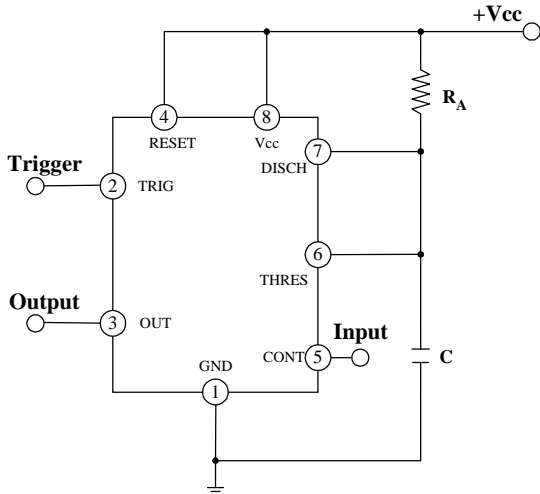 +Vcc
R_A
4
RESET
8
Vcc
7
DISCH
Trigger
2
TRIG
6
THRES
Output
3
OUT
Input
CONT
5
GND
1
C